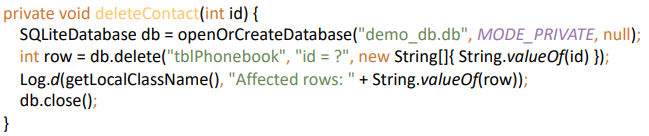 private void deleteContact(int id) {
SQLiteDatabase db = openOrCreateDatabase("demo_db.db", MODE_PRIVATE, null);
int row = db.delete("tblPhonebook", "id = ?", new String[]{ String.valueOf(id) });
Log.d(getLocalClassName(), "Affected rows: " + String.valueOf(row));
db.close();
}